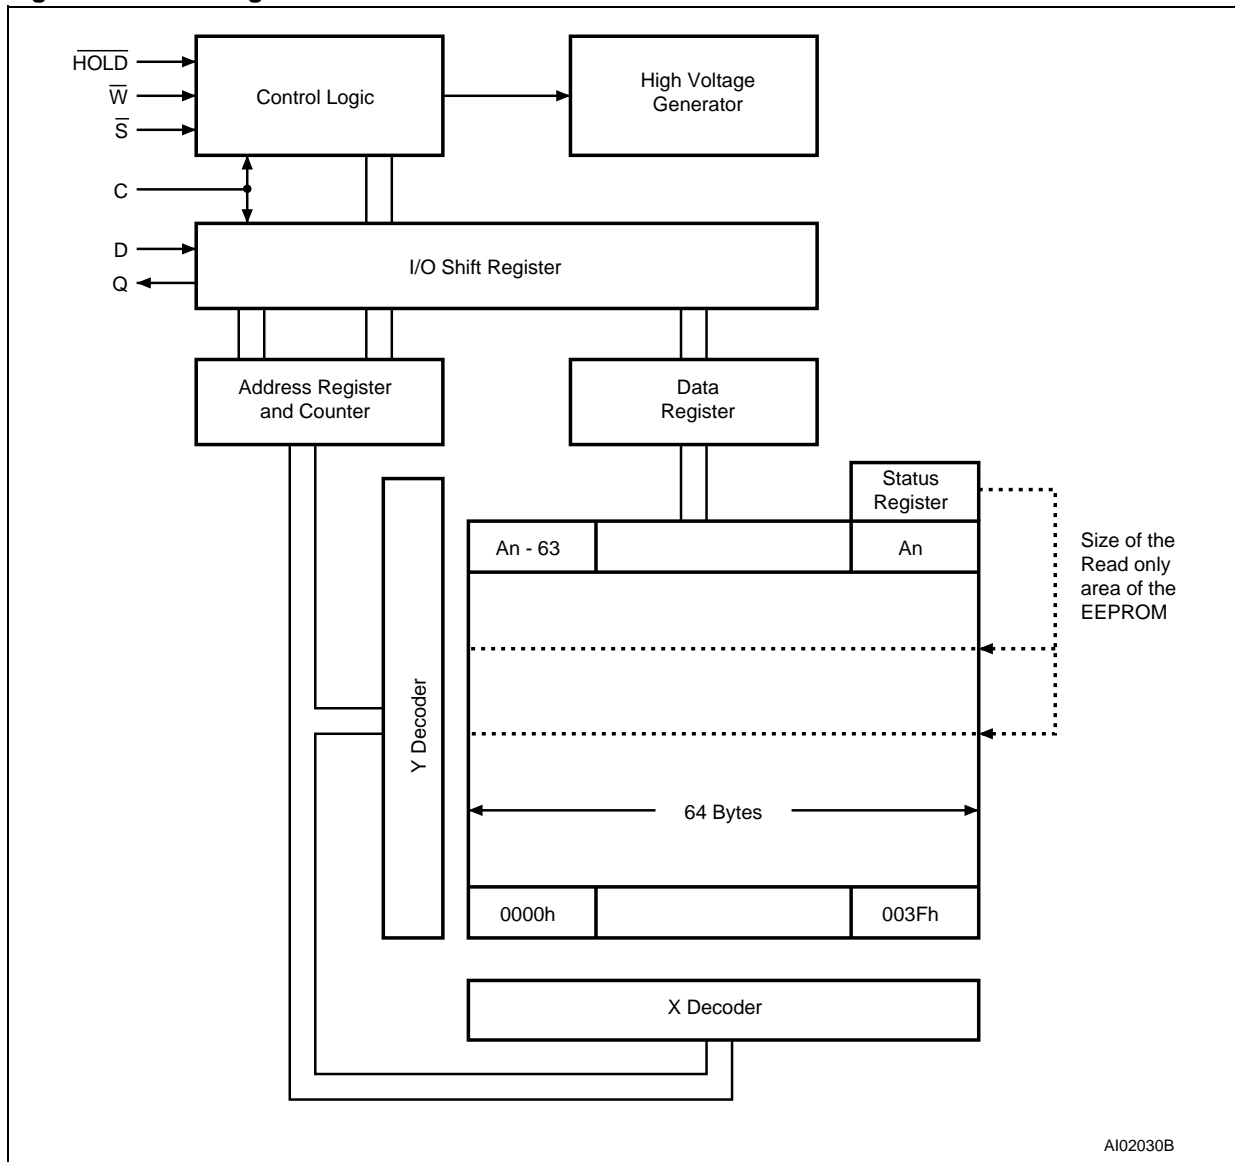 HOLD
W
S
C
D
Q
Control Logic
High Voltage
Generator
I/O Shift Register
Address Register
and Counter
Data
Register
Status
Register
An - 63
An
Size of the
Read only
area of the
EEPROM
Y Decoder
64 Bytes
0000h
003Fh
X Decoder
AI02030B